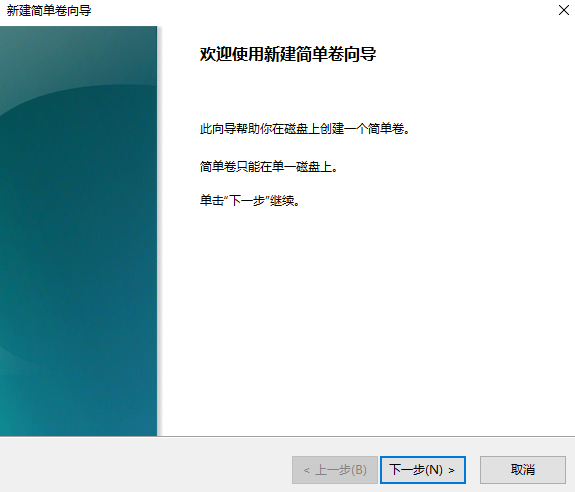 新建简单卷向导
欢迎使用新建简单卷向导
此向导帮助你在磁盘上创建一个简单卷。
简单卷只能在单一磁盘上。
单击“下一步”继续。
< 上一步(B)
下一步(N) >
取消